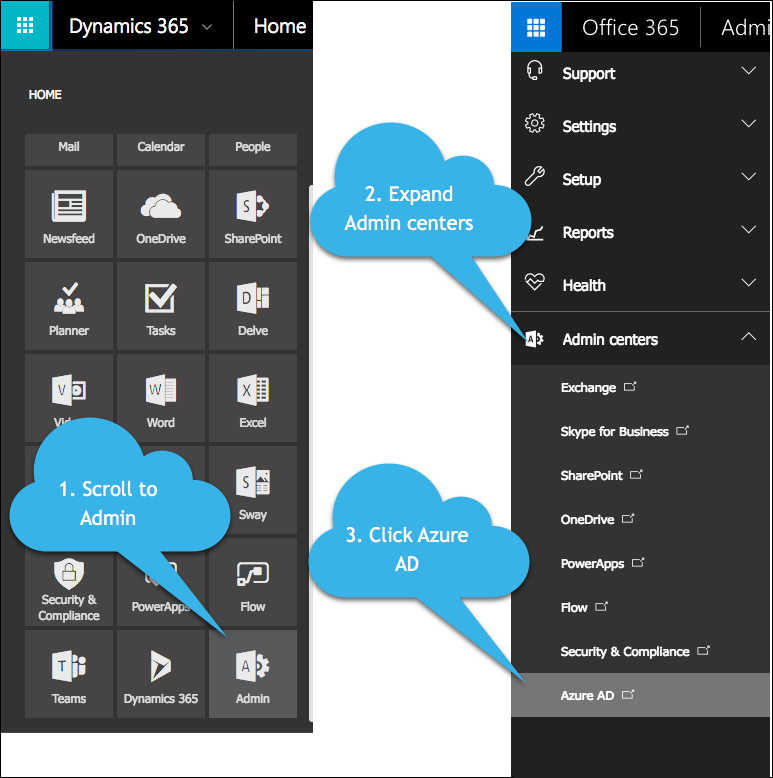 Dynamics 365
Home
HOME
Mail
Calendar
People
Newsfeed
OneDrive
SharePoint
Planner
Tasks
Delve
Word
Excel
1. Scroll to
Admin
Sway
Security &
Compliance
PowerApps
Flow
Teams
Dynamics 365
Admin
Office 365
Support
Settings
Setup
2. Expand
Admin centers
Reports
Health
Admin centers
Exchange
Skype for Business
SharePoint
OneDrive
3. Click Azure
AD
PowerApps
Flow
Security & Compliance
Azure AD